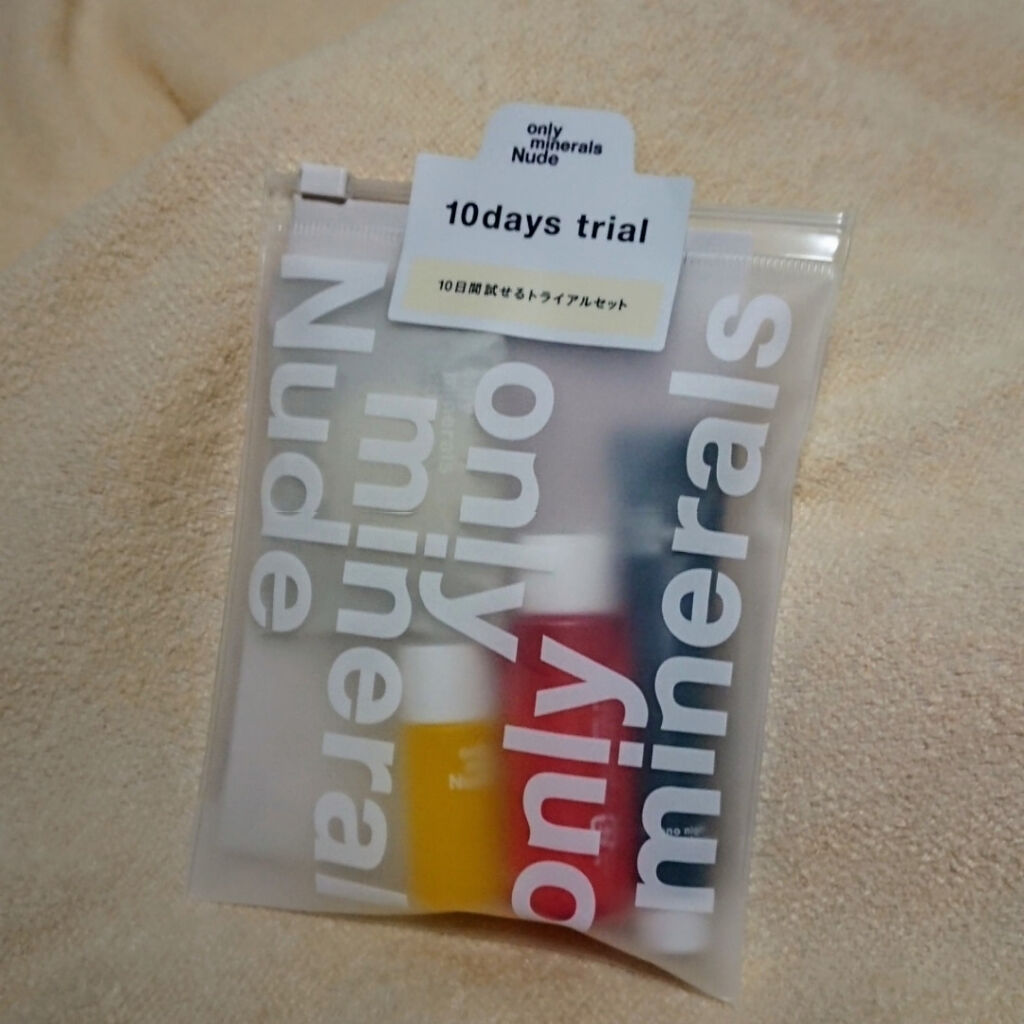 only
minerals
Nude
10days trial
10日間試せるトライアルセット
only
minerals
Nude
only
minerals